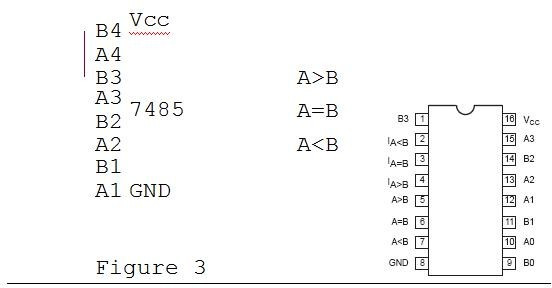 B4 Vcc
A4
B3 A>B
A3 7485
B2 A=B
A2 A<B
B1
A1 GND
B3 1 16 VCC
IA<B 2 15 A3
IA=B 3 14 B2
IA>B 4 13 A2
A>B 5 12 A1
A=B 6 11 B1
A<B 7 10 A0
GND 8 9 B0
Figure 3